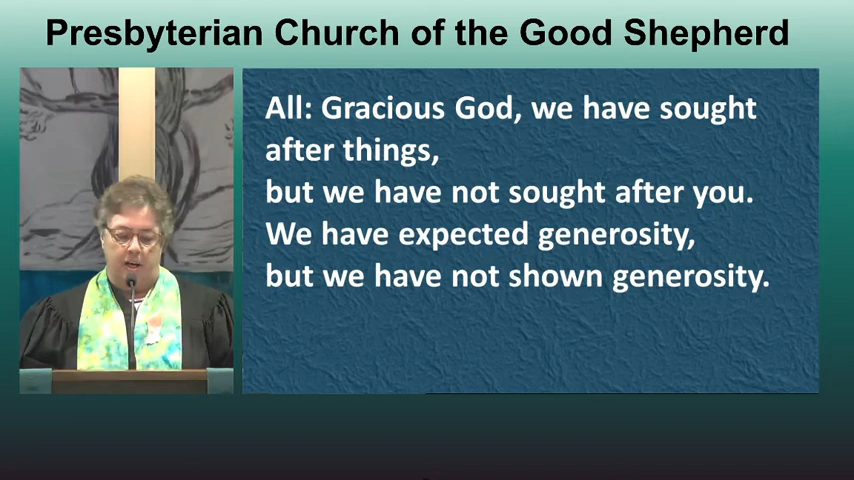 Presbyterian Church of the Good Shepherd
All: Gracious God, we have sought
after things,
but we have not sought after you.
We have expected generosity,
but we have not shown generosity.